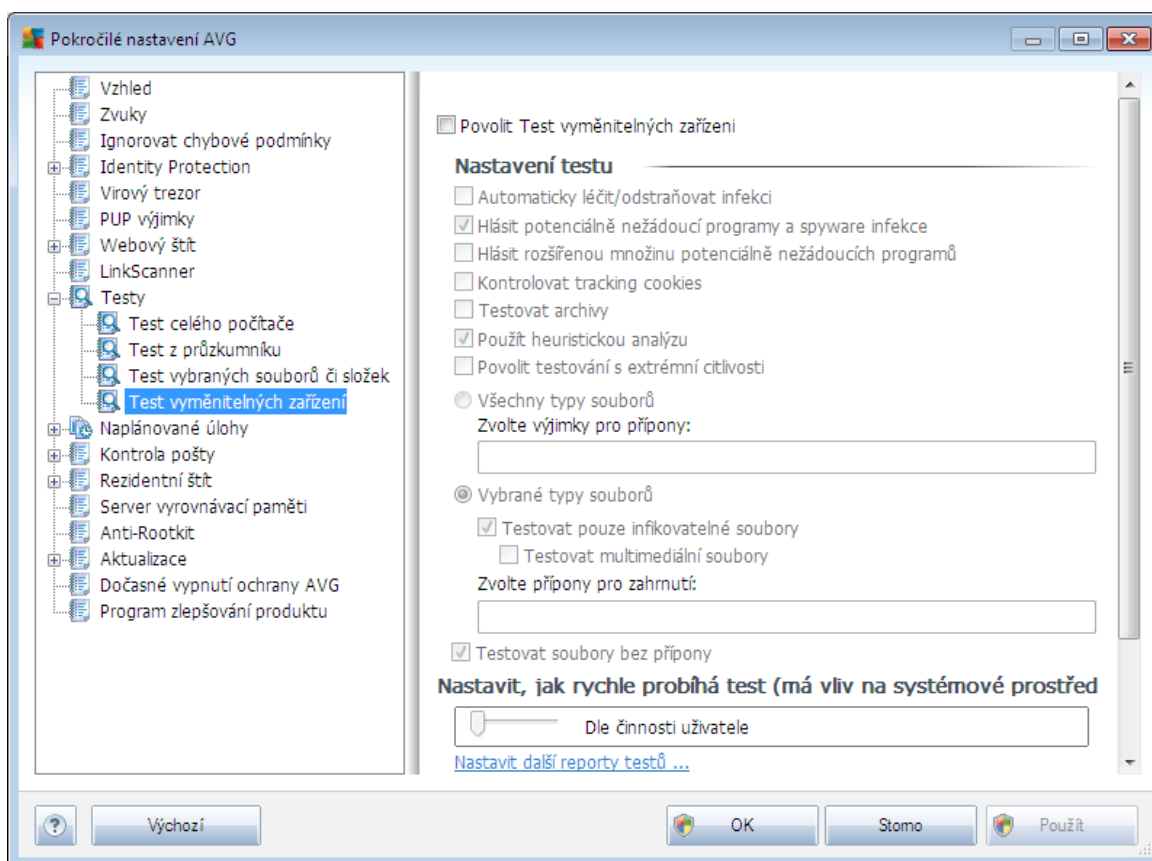 Pokročilé nastavení AVG
Vzhled
Zvuky
Ignorovat chybové podmínky
Identity Protection
Virový trezor
PUP výjimky
Webový štít
LinkScanner
Testy
Test celého počítače
Test z průzkumníku
Test vybraných souborů či složek
Test vyměnitelných zařízení
Naplánované úlohy
Kontrola pošty
Rezidentní štít
Server vyrovnávací paměti
Anti-Rootkit
Aktualizace
Dočasné vypnutí ochrany AVG
Program zlepšování produktu
Povolit Test vyměnitelných zařízeni
Nastavení testu
Automaticky léčit/odstraňovat infekci
Hlásit potenciálně nežádoucí programy a spyware infekce
Hlásit rozšířenou množinu potenciálně nežádoucích programů
Kontrolovat tracking cookies
Testovat archivy
Použít heuristickou analýzu
Povolit testování s extrémní citlivosti
Všechny typy souborů
Zvolte výjimky pro přípony:
Vybrané typy souborů
Testovat pouze infikovatelné soubory
Testovat multimediální soubory
Zvolte přípony pro zahrnutí:
Testovat soubory bez přípony
Nastavit, jak rychle probíhá test (má vliv na systémové prostřed
Dle činnosti uživatele
Nastavit další reporty testů ...
?
Výchozí
OK
Stomo
Použít